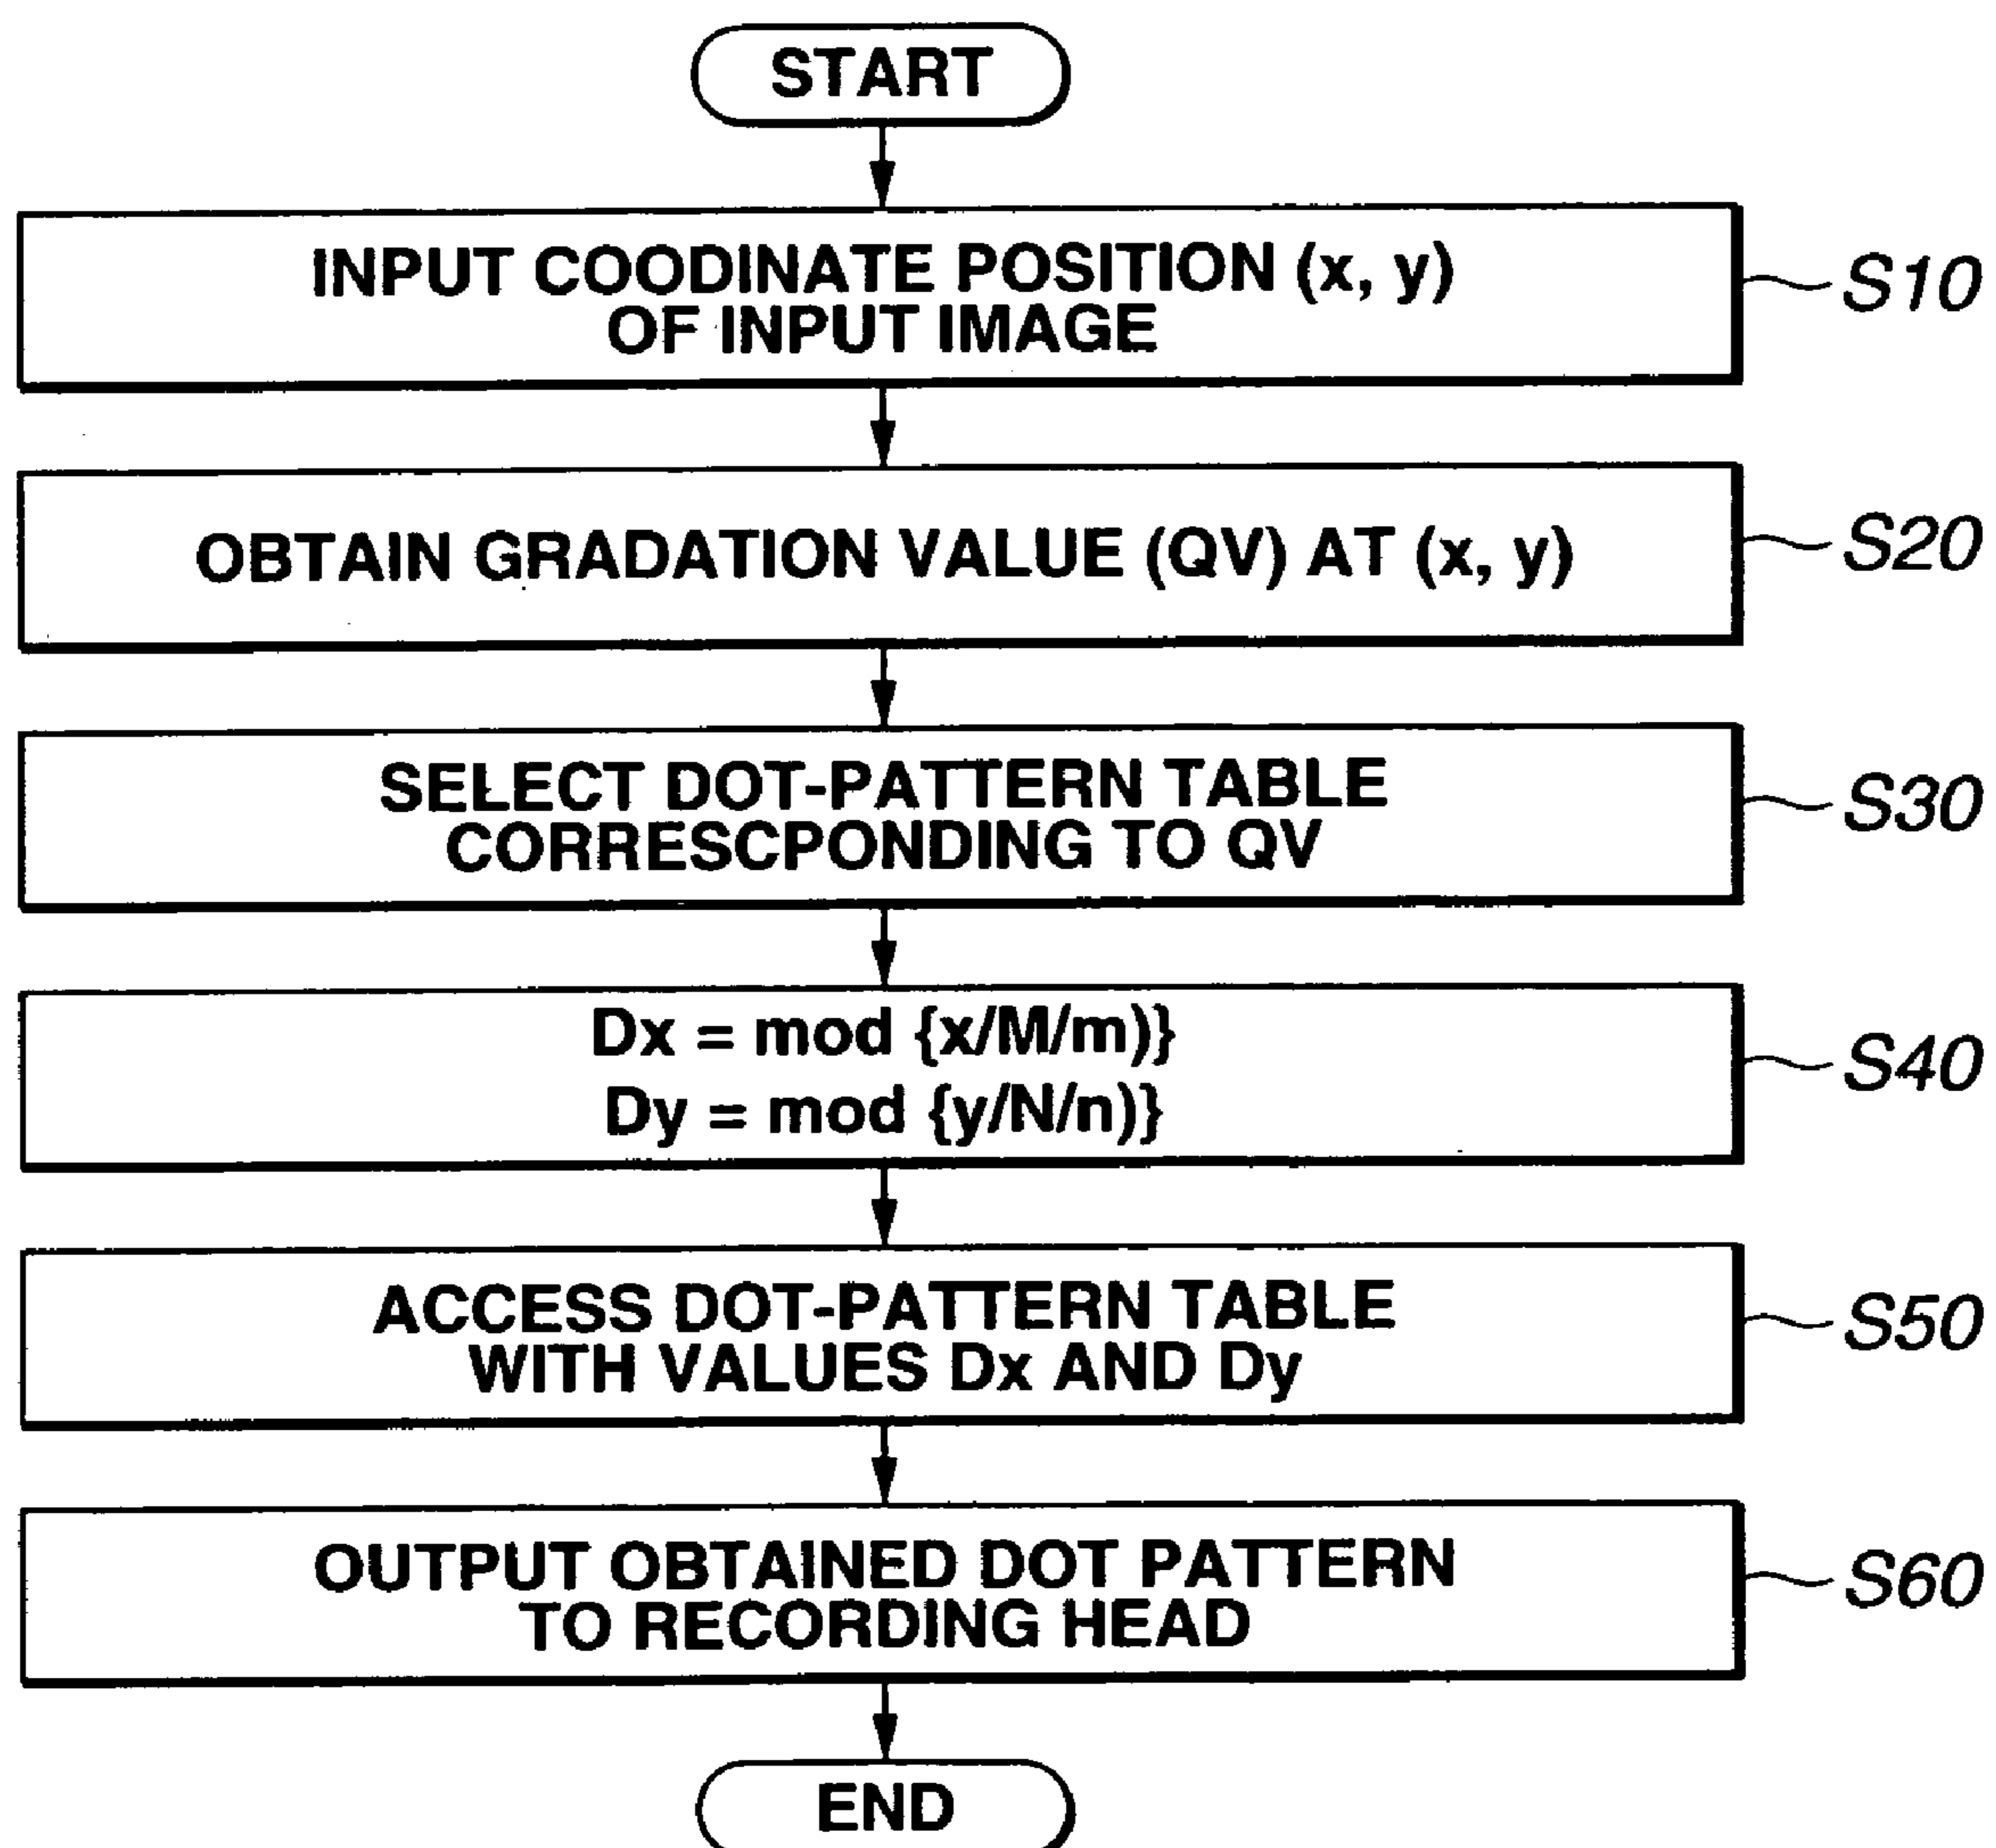 START
INPUT COODINATE POSITION (x, y)
OF INPUT IMAGE
S10
OBTAIN GRADATION VALUE (QV) AT (x, y)
S20
SELECT DOT-PATTERN TABLE
CORRESCPONDING TO QV
S30
Dx = mod {x/M/m)}
Dy = mod {y/N/n)}
S40
ACCESS DOT-PATTERN TABLE
WITH VALUES Dx AND Dy
S50
OUTPUT OBTAINED DOT PATTERN
TO RECORDING HEAD
S60
END